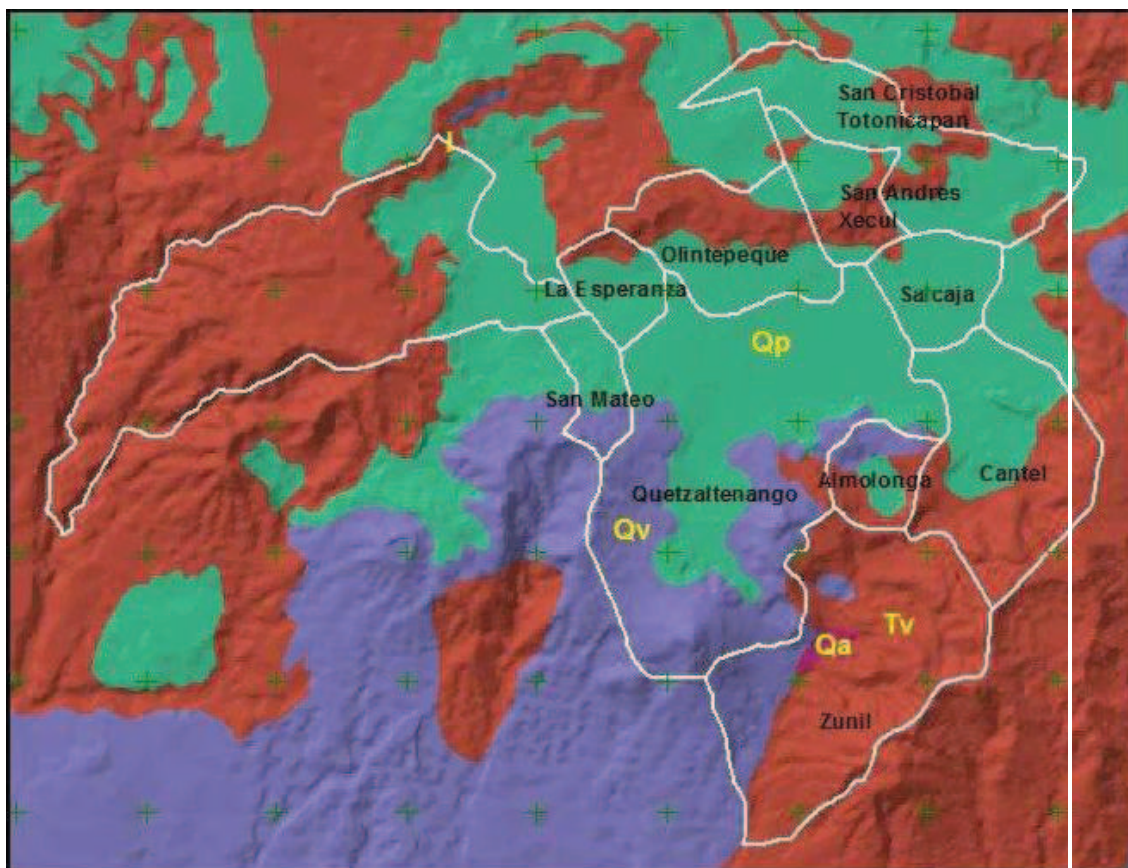 San Cristobal
Totonicapan
I
San Andres
Xecul
Olintepeque
La Esperanza
Salcaja
Qp
San Mateo
Almolonga
Cantel
Quetzaltenango
Qv
Tv
Qa
Zunil